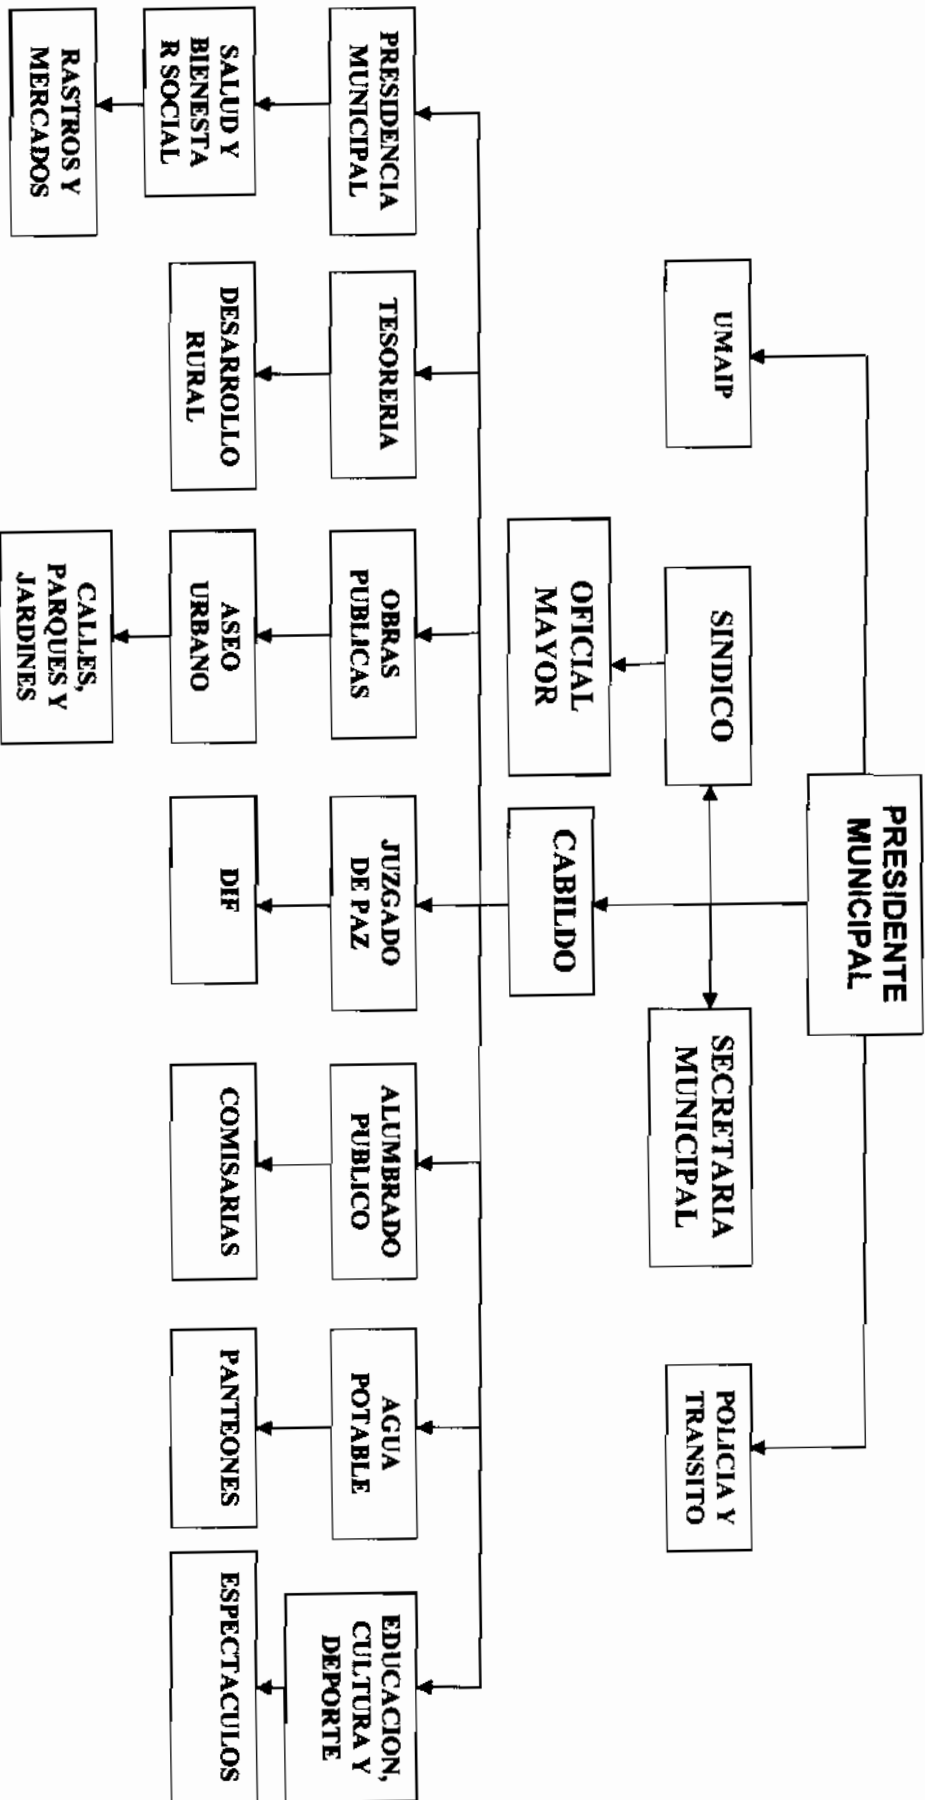 PRESIDENTE
MUNICIPAL
UMAIP
SINDICO
SECRETARIA
MUNICIPAL
POLICIA Y
TRANSITO
OFICIAL
MAYOR
CABILDO
PRESIDENCIA
MUNICIPAL
TESORERIA
OBRAS
PUBLICAS
JUZGADO
DE PAZ
ALUMBRADO
PUBLICO
AGUA
POTABLE
EDUCACION,
CULTURA Y
DEPORTE
SALUD Y
BIENESTA
R SOCIAL
DESARROLLO
RURAL
ASEO
URBANO
DIF
COMISARIAS
PANTEONES
ESPECTACULOS
RASTROS Y
MERCADOS
CALLES,
PARQUES Y
JARDINES